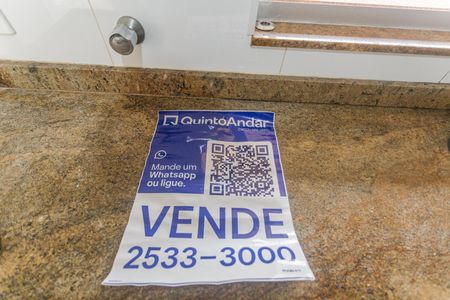 QuintoAndar
Mande um
Whatsapp
ou ligue.
VENDE
2533-3000